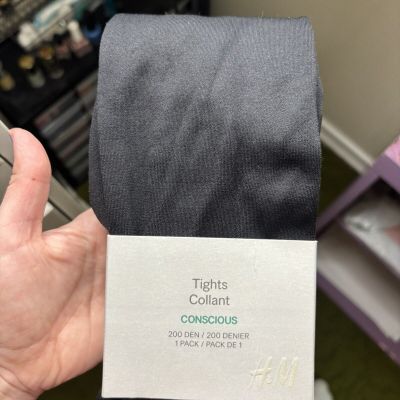 Tights
Collant
CONSCIOUS
200 DEN / 200 DENIER
1 PACK / PACK DE 1
H&M